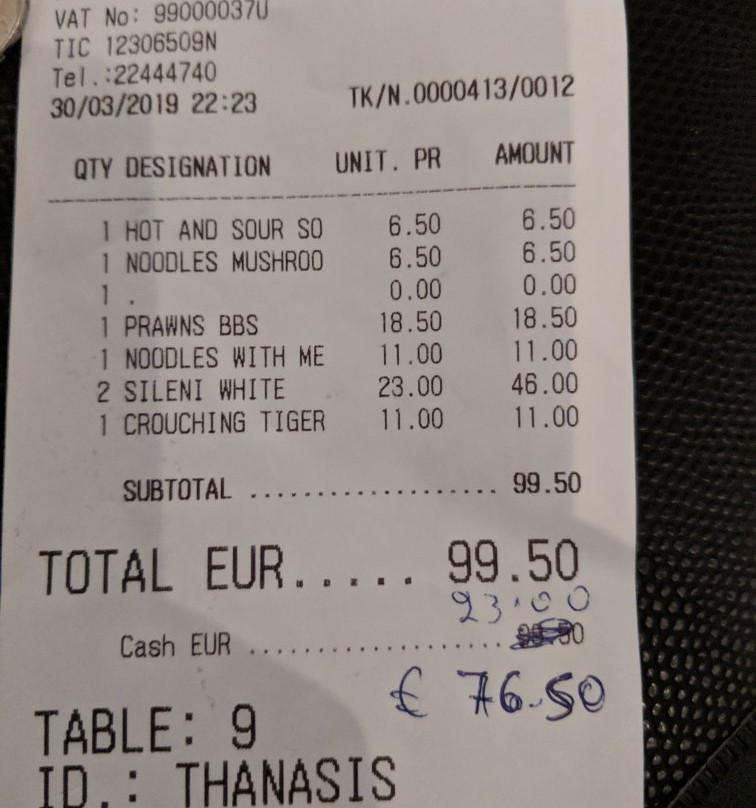 VAT No: 99000037U
TIC 12306509N
Tel.:22444740
30/03/2019 22:23 TK/N.0000413/0012
QTY DESIGNATION UNIT. PR AMOUNT
1 HOT AND SOUR SO 6.50 6.50
1 NOODLES MUSHROO 6.50 6.50
1 . 0.00 0.00
1 PRAWNS BBS 18.50 18.50
1 NOODLES WITH ME 11.00 11.00
2 SILENI WHITE 23.00 46.00
1 CROUCHING TIGER 11.00 11.00
SUBTOTAL .................. 99.50
TOTAL EUR..... 99.50
23.00
Cash EUR ...................
€ 76.50
TABLE: 9
ID.: THANASIS